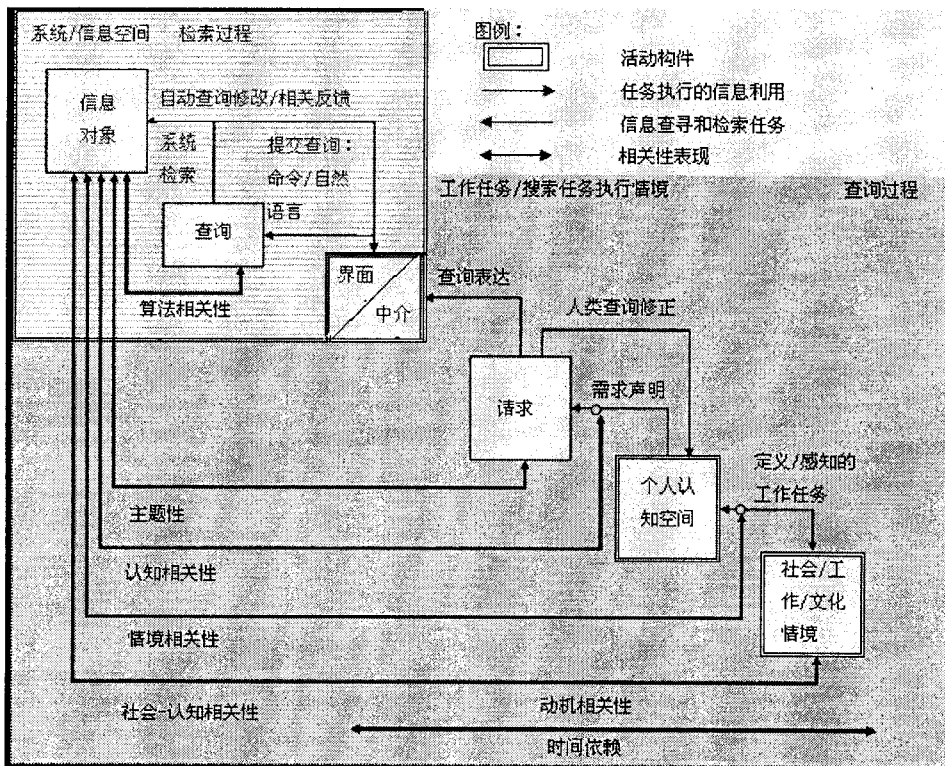 系统/信息空间 检索过程
信息
对象
自动查询修改/相关反馈
系统
检索
提交查询：
命令/自然
语言
查询
算法相关性
界面
中介
图例：
活动构件
任务执行的信息利用
信息查寻和检索任务
相关性表现
工作任务/搜索任务执行情境
查询过程
查询表达
人类查询修正
请求
需求声明
个人认
知空间
定义/感知的
工作任务
社会/工
作/文化
情境
主题性
认知相关性
情境相关性
社会-认知相关性
动机相关性
时间依赖